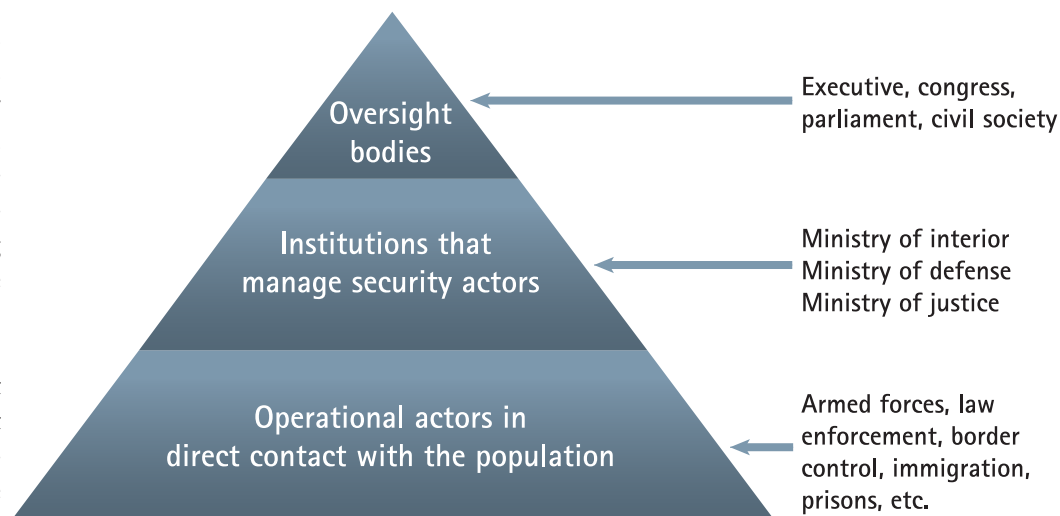 Oversight
bodies
Executive, congress,
parliament, civil society
Institutions that
manage security actors
Ministry of interior
Ministry of defense
Ministry of justice
Operational actors in
direct contact with the population
Armed forces, law
enforcement, border
control, immigration,
prisons, etc.